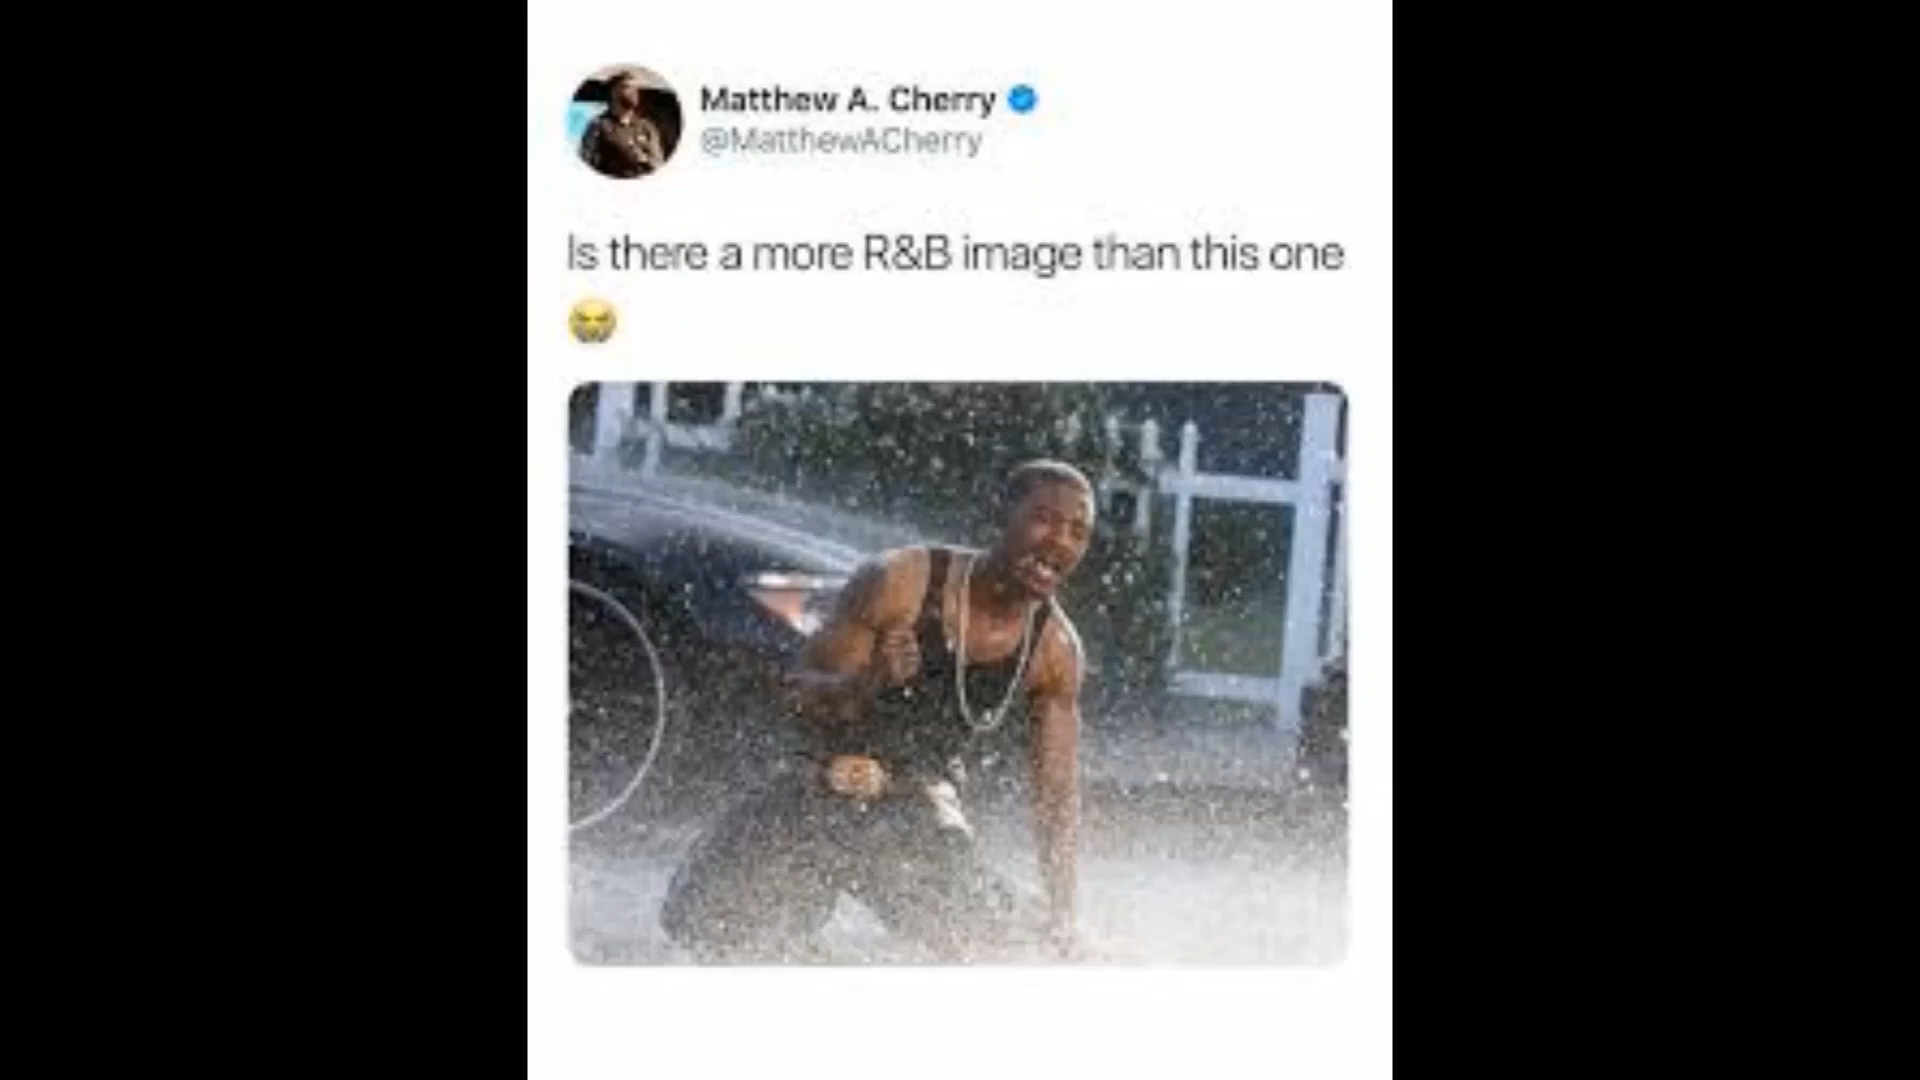 Matthew A. Cherry
@MatthewACherry
Is there a more R&B image than this one
😭